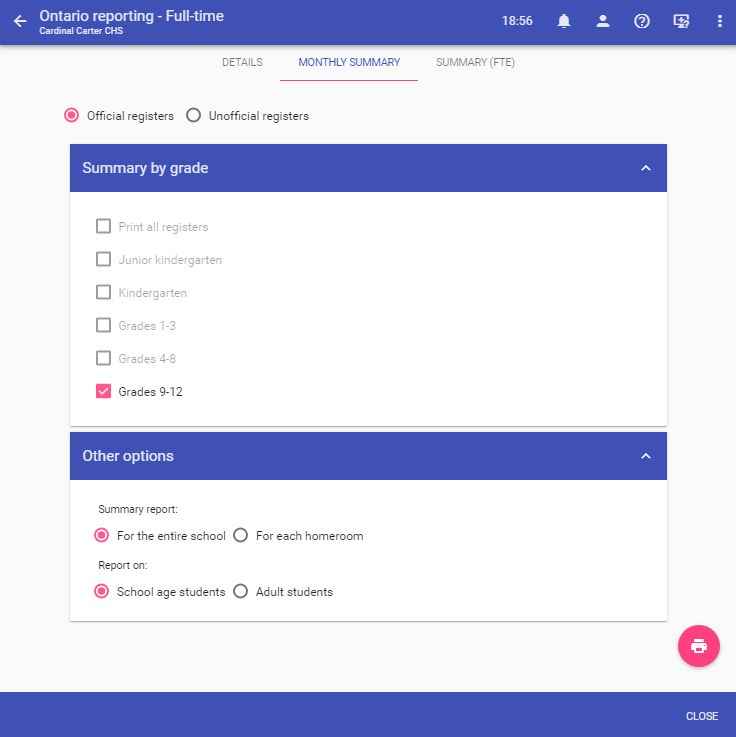 Ontario reporting - Full-time
Cardinal Carter CHS
18:56
DETAILS
MONTHLY SUMMARY
SUMMARY (FTE)
Official registers
Unofficial registers
Summary by grade
Print all registers
Junior kindergarten
Kindergarten
Grades 1-3
Grades 4-8
Grades 9-12
Other options
Summary report:
For the entire school
For each homeroom
Report on:
School age students
Adult students
CLOSE